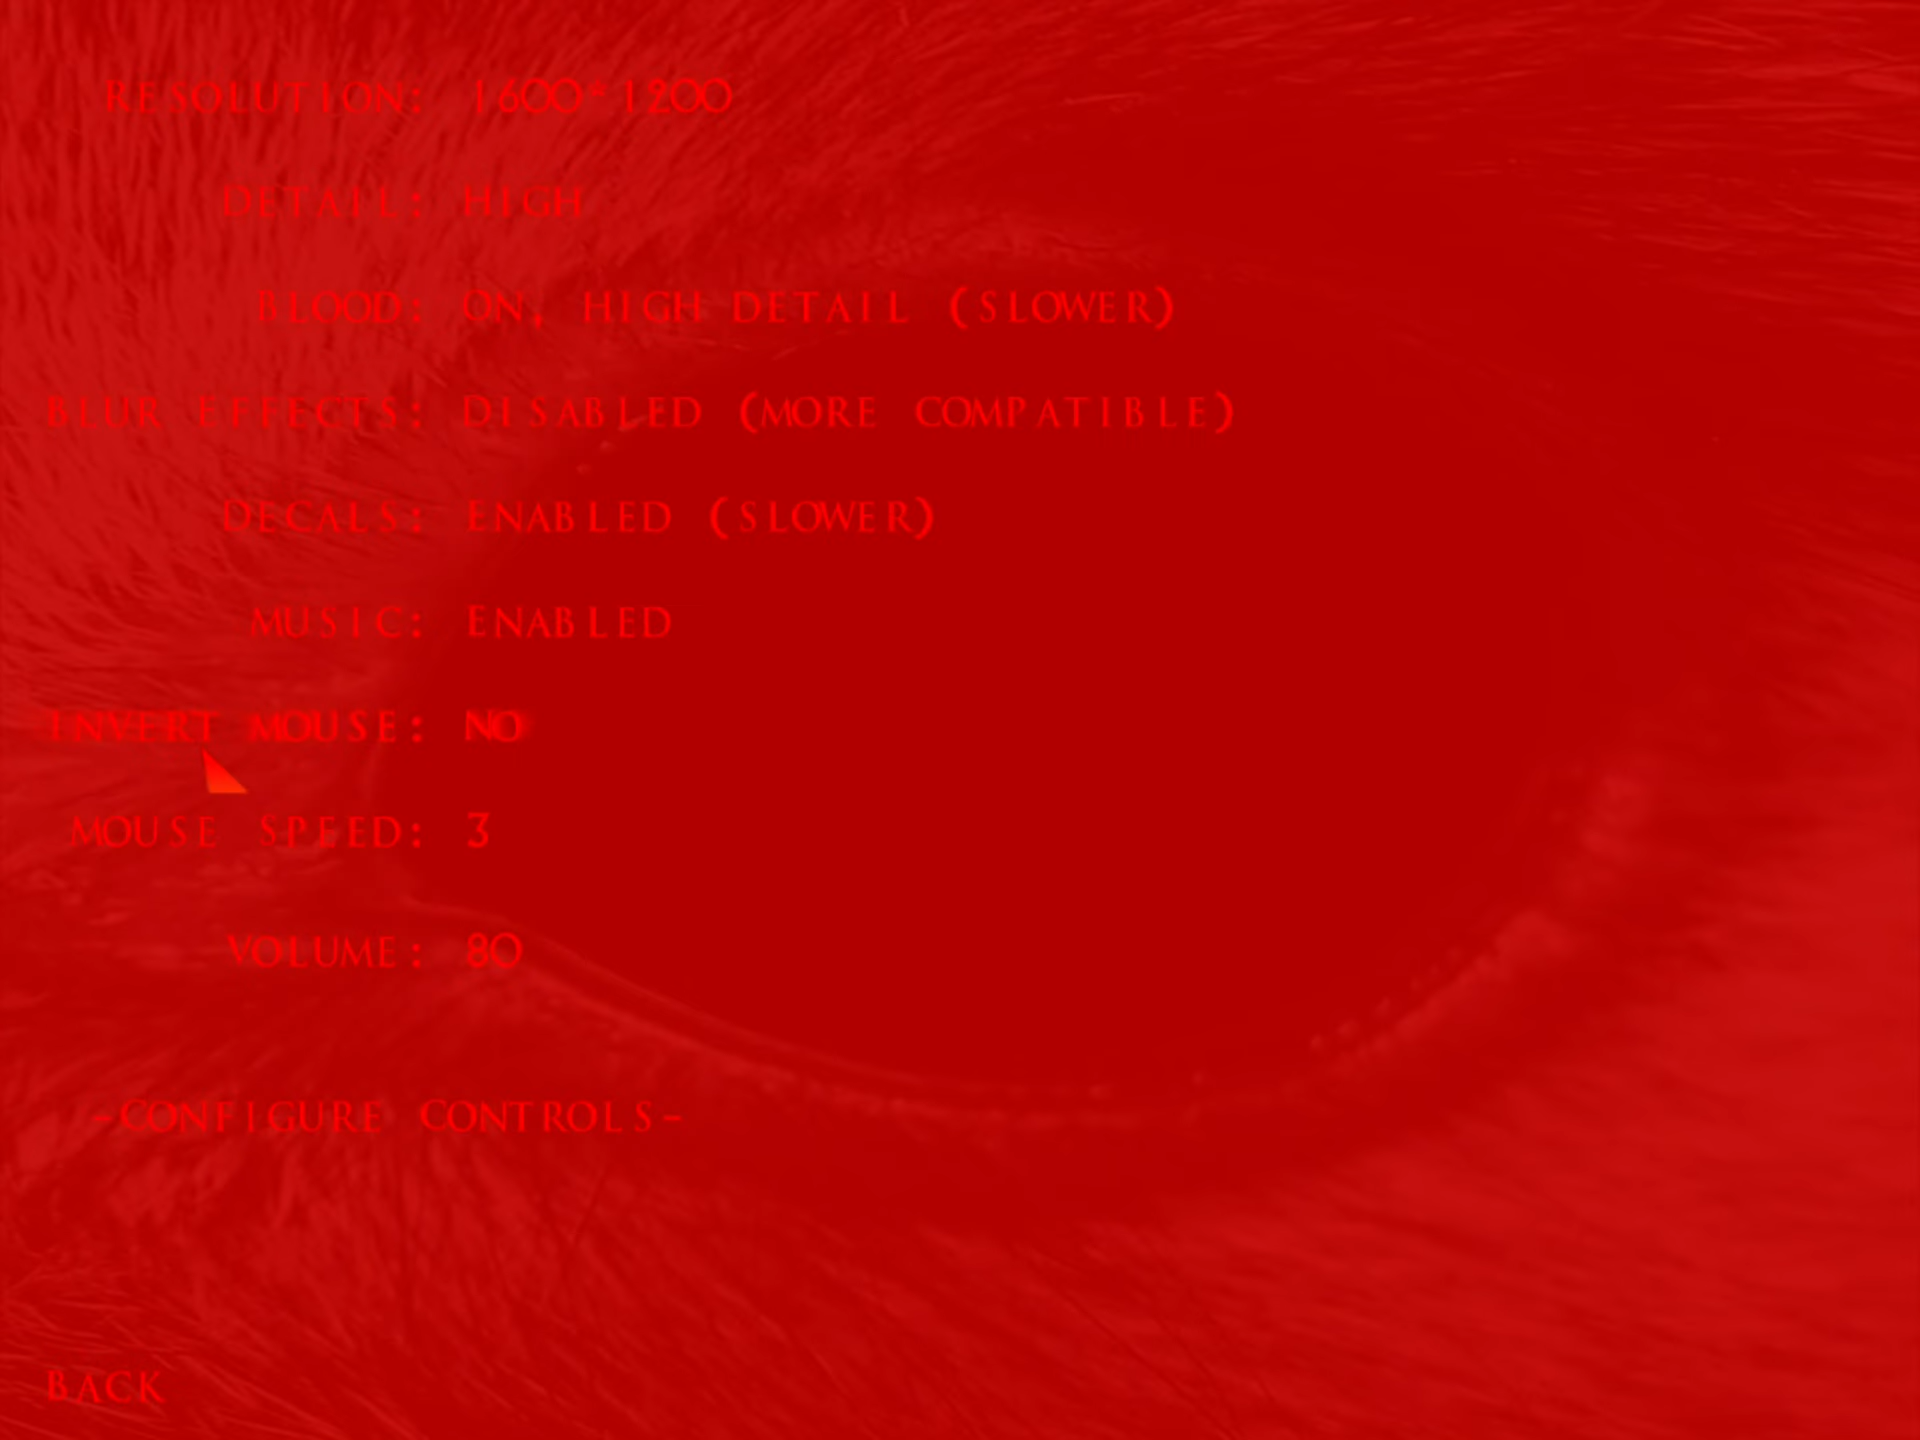 RESOLUTION: 1600*1200
DETAIL: HIGH
BLOOD: ON, HIGH DETAIL (SLOWER)
BLUR EFFECTS: DISABLED (MORE COMPATIBLE)
DECALS: ENABLED (SLOWER)
MUSIC: ENABLED
INVERT MOUSE: NO
MOUSE SPEED: 3
VOLUME: 80
-CONFIGURE CONTROLS-
BACK